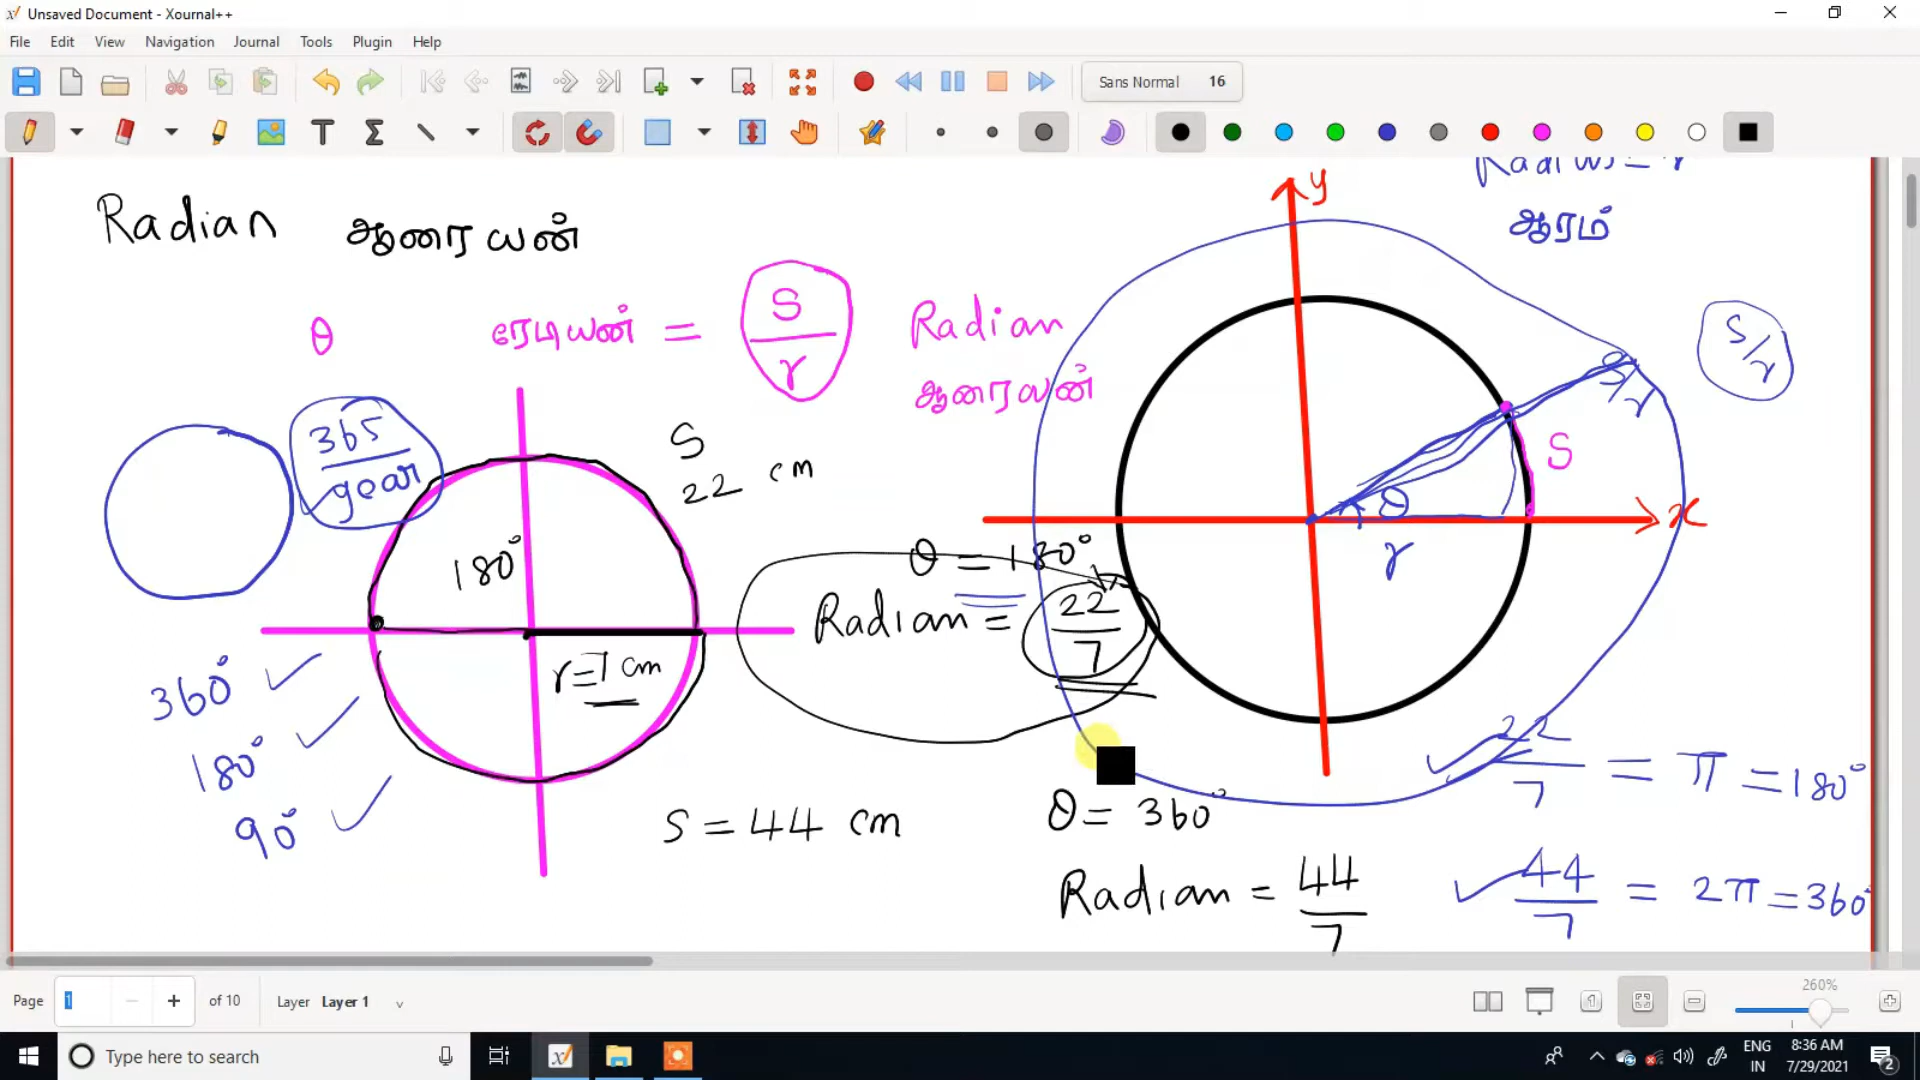 Unsaved Document - Xournal++
File Edit View Navigation Journal Tools Plugin Help
Sans Normal 16
Radius = r
ஆரம்
Radian ஆரையன்
θ ரேடியன் = S/r Radian
ஆரையன்
y
S/r
S/r
365/gear
S
22 cm
S
180°
θ
x
r
θ = 180°
Radian = 22/7
r=7 cm
360°
180°
90°
22/7 = π = 180°
S = 44 cm
θ = 360°
Radian = 44/7
44/7 = 2π = 360°
Page 1 of 10 Layer Layer 1
260%
Type here to search
ENG
IN
8:36 AM
7/29/2021
2